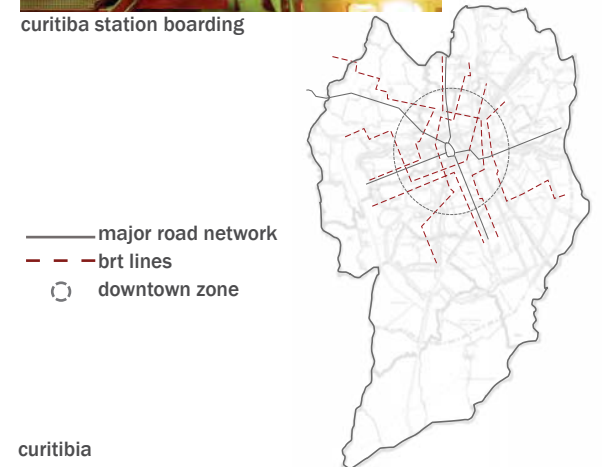 curitiba station boarding
major road network
brt lines
downtown zone
curitibia